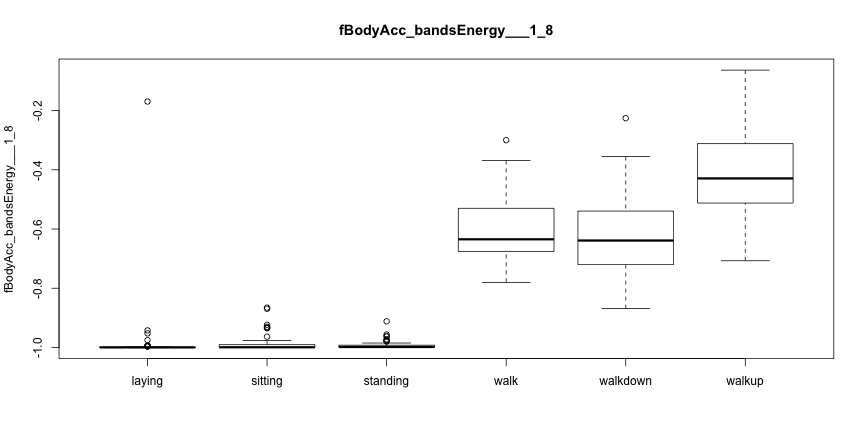 fBodyAcc_bandsEnergy___1_8
fBodyAcc_bandsEnergy___1_8
-0.2
-0.4
-0.6
-0.8
-1.0
laying sitting standing walk walkdown walkup